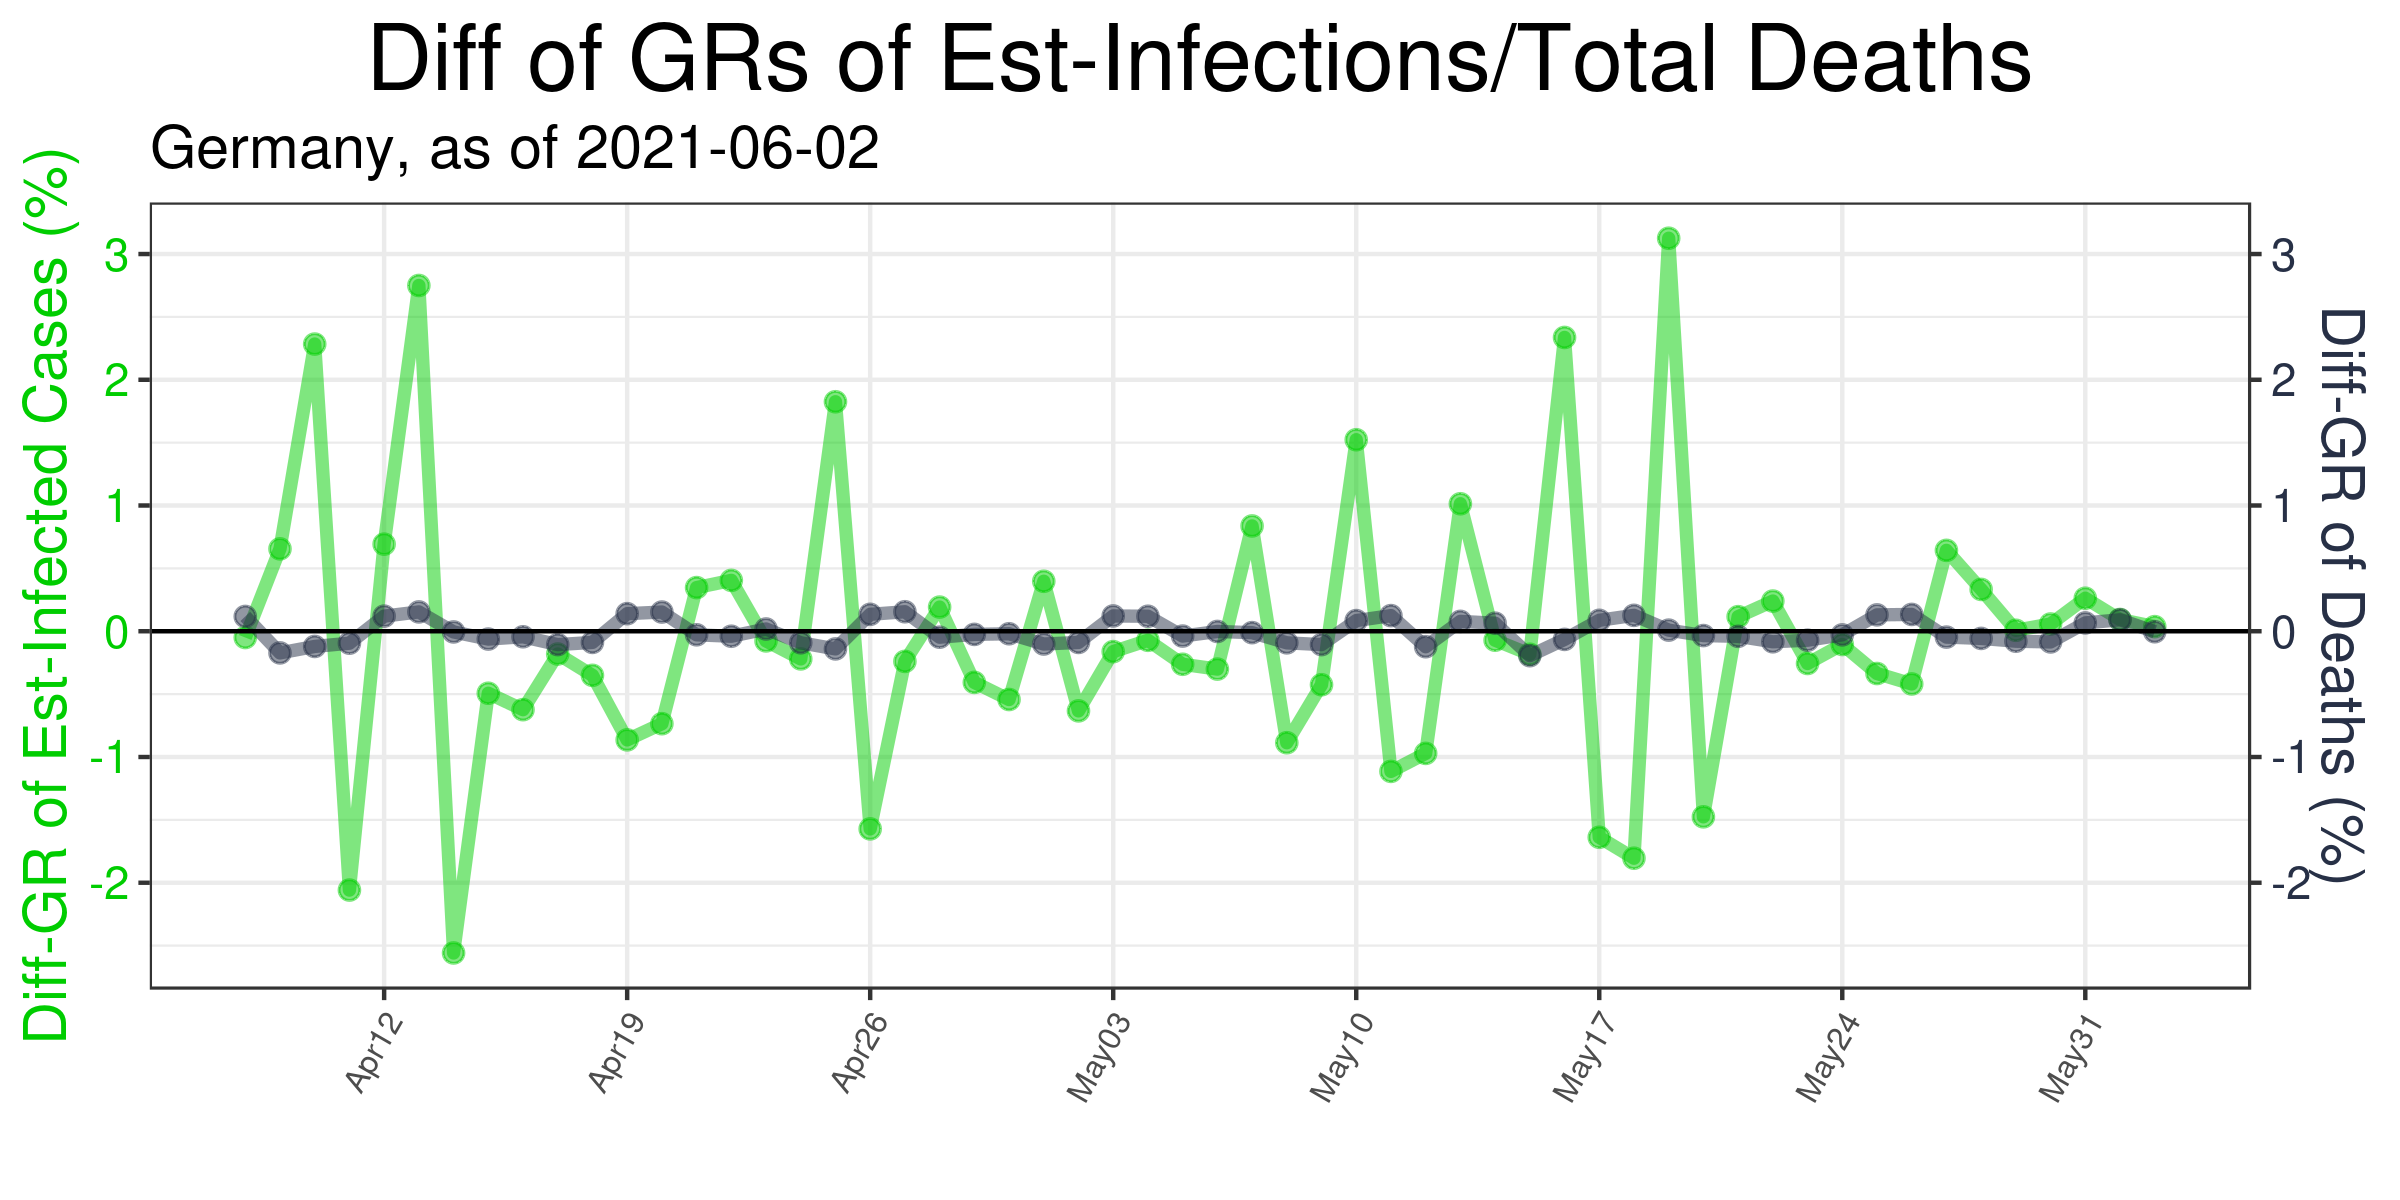 Diff of GRs of Est-Infections/Total Deaths
Germany, as of 2021-06-02
Diff-GR of Est-Infected Cases (%)
3
2
1
0
-1
-2
3
2
1
0
-1
-2
Diff-GR of Deaths (%)
Apr12
Apr19
Apr26
May03
May10
May17
May24
May31